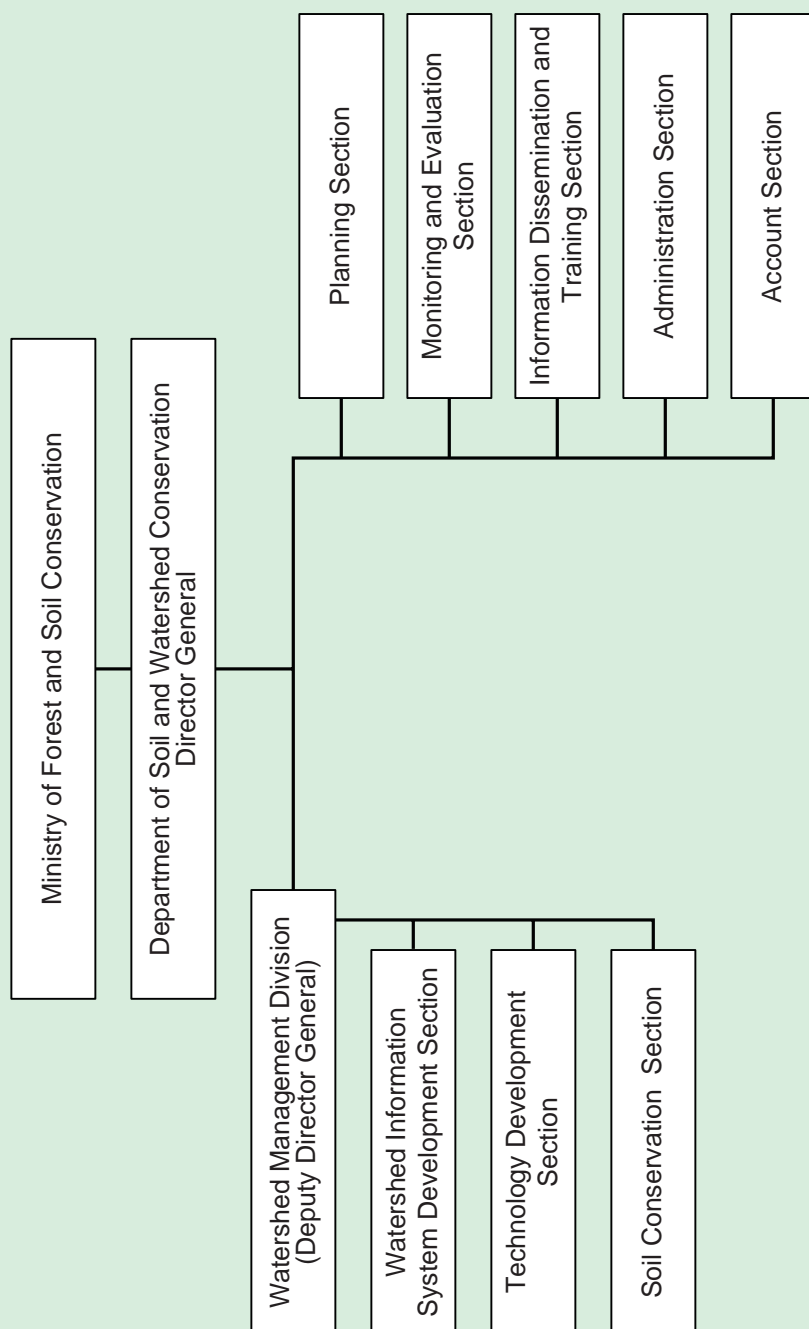 Ministry of Forest and Soil Conservation
Department of Soil and Watershed Conservation
Director General
Watershed Management Division
(Deputy Director General)
Watershed Information
System Development Section
Technology Development
Section
Soil Conservation Section
Planning Section
Monitoring and Evaluation
Section
Information Dissemination and
Training Section
Administration Section
Account Section